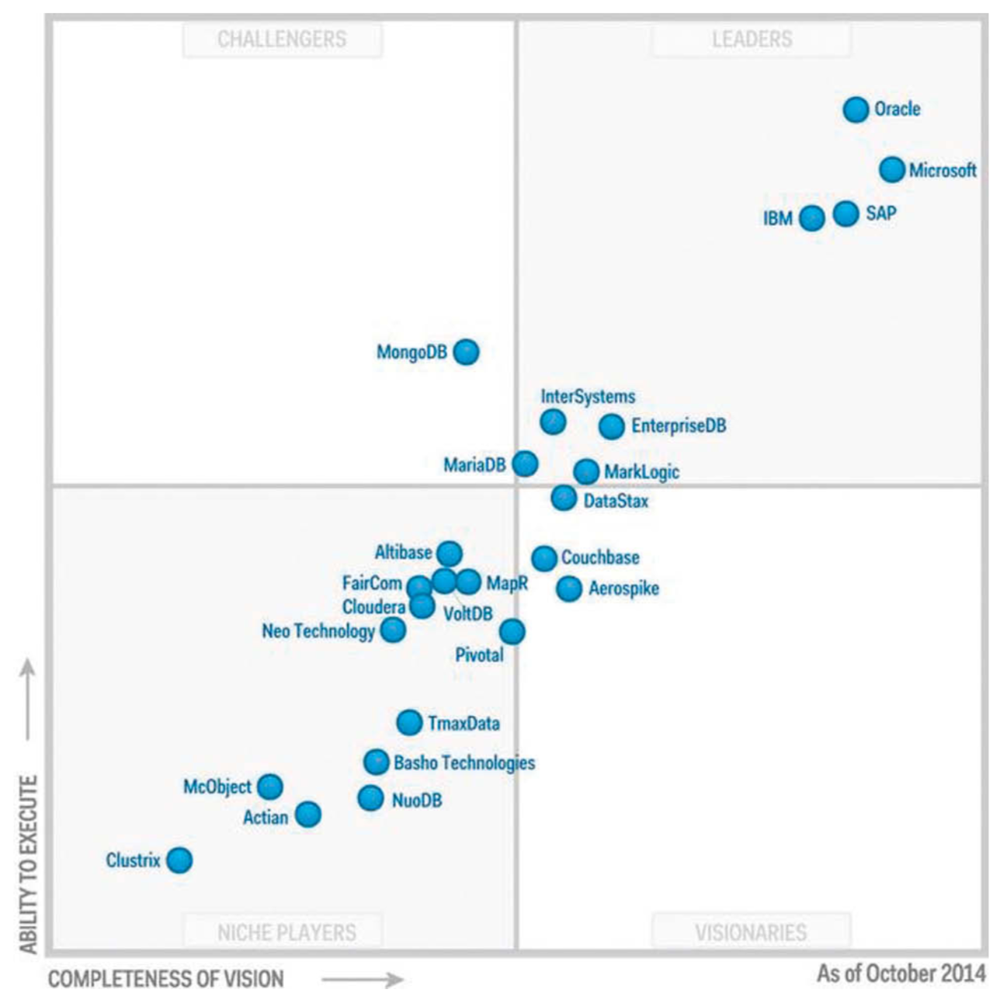 CHALLENGERS
LEADERS
Oracle
Microsoft
IBM
SAP
MongoDB
InterSystems
EnterpriseDB
MariaDB
MarkLogic
DataStax
Altibase
Couchbase
FairCom
MapR
Aerospike
Cloudera
VoltDB
Neo Technology
Pivotal
TmaxData
Basho Technologies
McObject
NuoDB
Actian
Clustrix
ABILITY TO EXECUTE
NICHE PLAYERS
VISIONARIES
COMPLETENESS OF VISION
As of October 2014